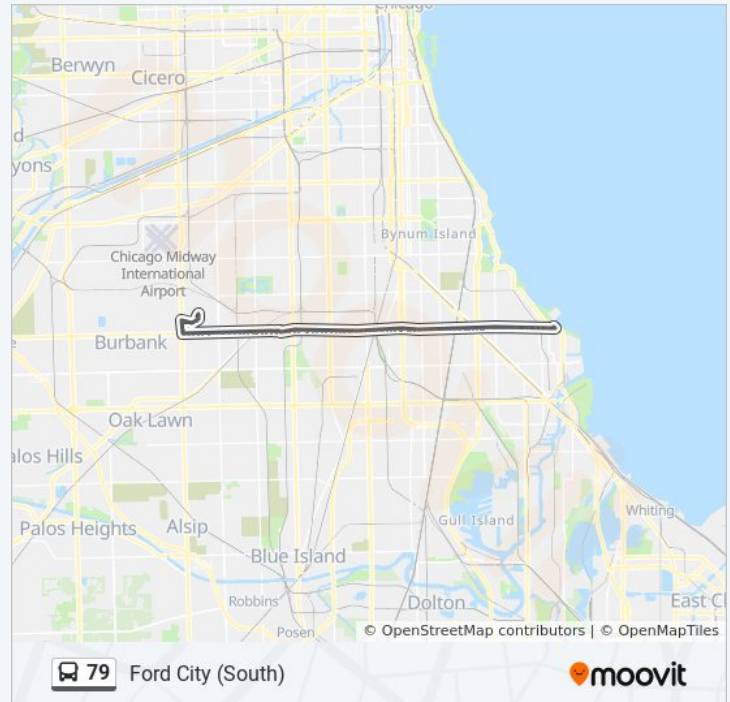 Chicago
Berwyn
Cicero
d
yons
Bynum Island
Chicago Midway
International
Airport
Burbank
e
Oak Lawn
alos Hills
Gull Island
Whiting
Palos Heights
Alsip
Blue Island
Robbins
Dolton
East C
Posen
© OpenStreetMap contributors | © OpenMapTiles
79 Ford City (South)
moovit